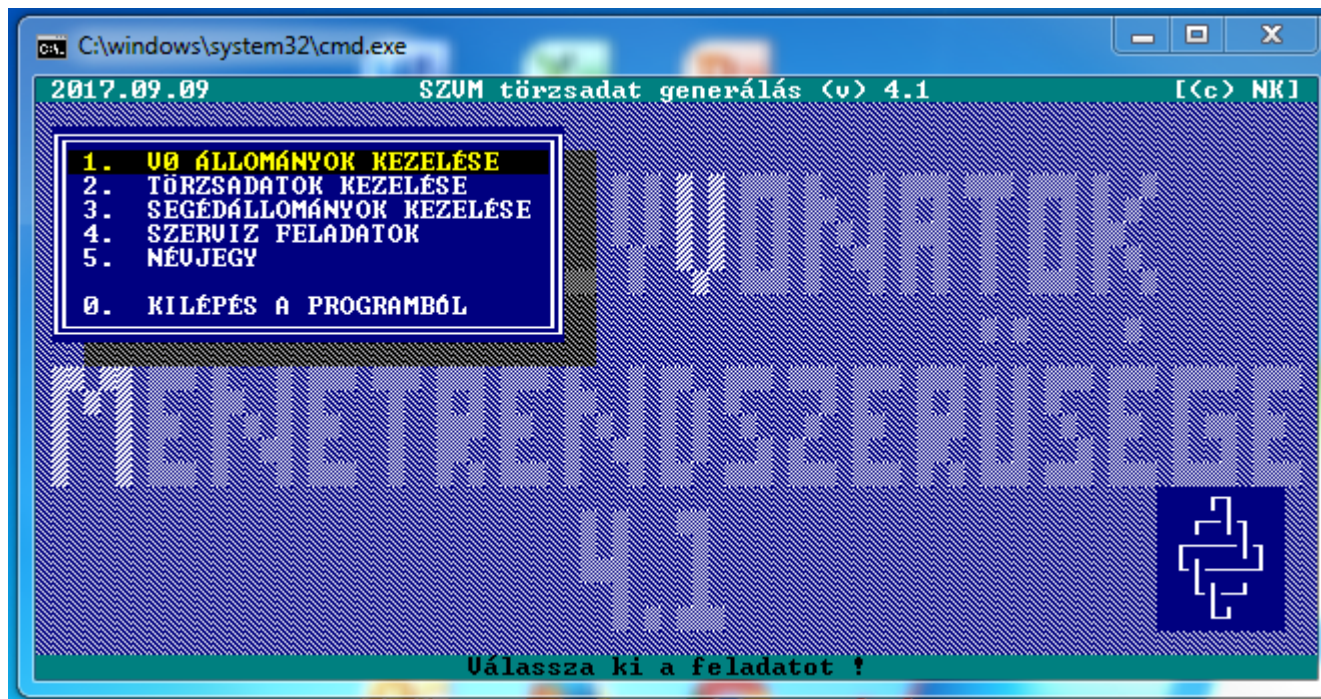 C:\windows\system32\cmd.exe
2017.09.09 SZVM törzsadat generálás (v) 4.1 [(c) NK]
1. V0 ÁLLOMÁNYOK KEZELÉSE
2. TÖRZSADATOK KEZELÉSE
3. SEGÉDÁLLOMÁNYOK KEZELÉSE
4. SZERVIZ FELADATOK
5. NÉVJEGY
0. KILÉPÉS A PROGRAMBÓL
VONATOK
MENETRENDSZERŰSÉGE
4.1
Válassza ki a feladatot !